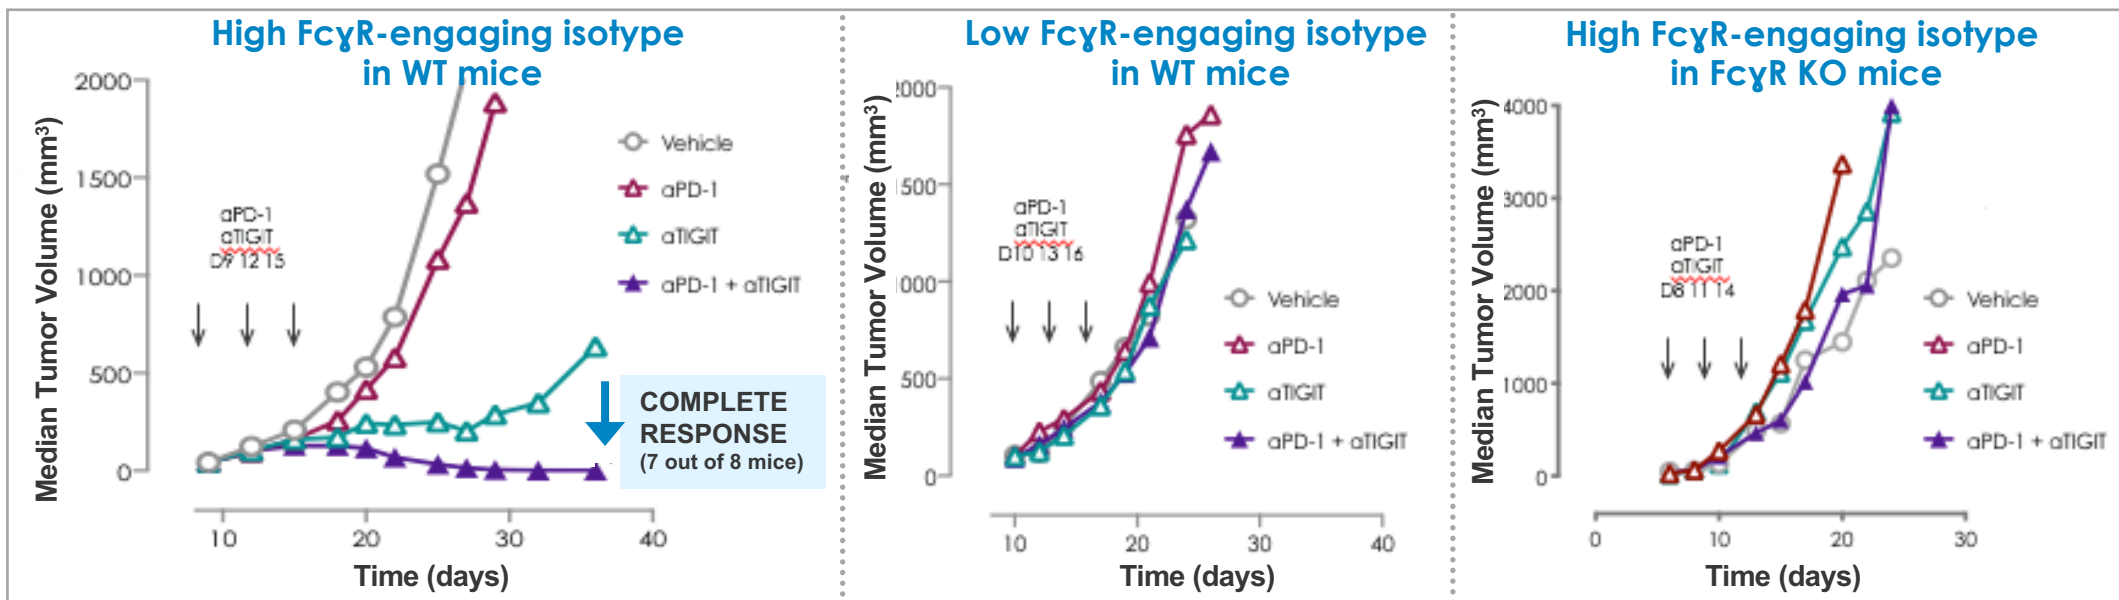 High FcɣR-engaging isotype
in WT mice
Median Tumor Volume (mm³)
2000
1500
1000
500
0
aPD-1
aTIGIT
D9 12 15
Vehicle
aPD-1
aTIGIT
aPD-1 + aTIGIT
COMPLETE
RESPONSE
(7 out of 8 mice)
10 20 30 40
Time (days)
Low FcɣR-engaging isotype
in WT mice
Median Tumor Volume (mm³)
2000
1500
1000
500
0
aPD-1
aTIGIT
D10 13 16
Vehicle
aPD-1
aTIGIT
aPD-1 + aTIGIT
10 20 30 40
Time (days)
High FcɣR-engaging isotype
in FcɣR KO mice
Median Tumor Volume (mm³)
4000
3000
2000
1000
0
aPD-1
aTIGIT
D8 11 14
Vehicle
aPD-1
aTIGIT
aPD-1 + aTIGIT
0 10 20 30
Time (days)